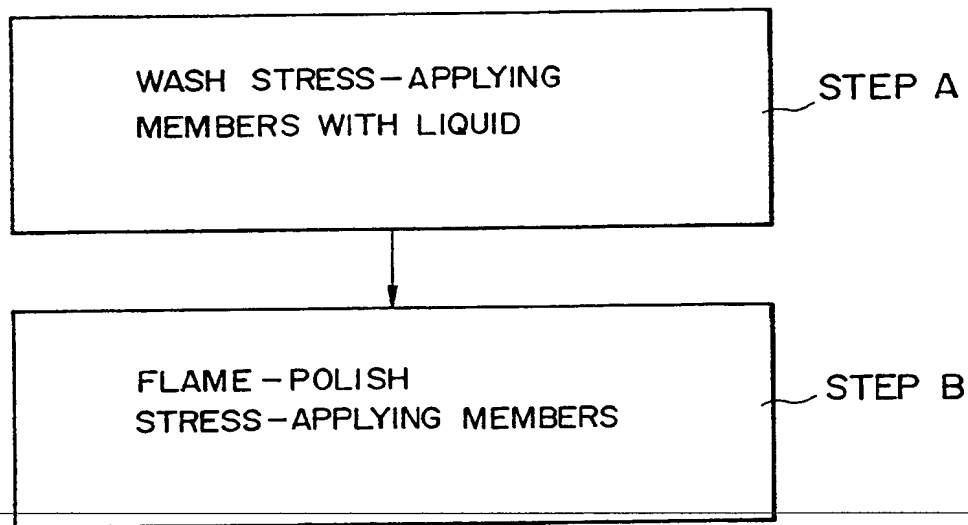 WASH STRESS-APPLYING
MEMBERS WITH LIQUID
STEP A
FLAME-POLISH
STRESS-APPLYING MEMBERS
STEP B